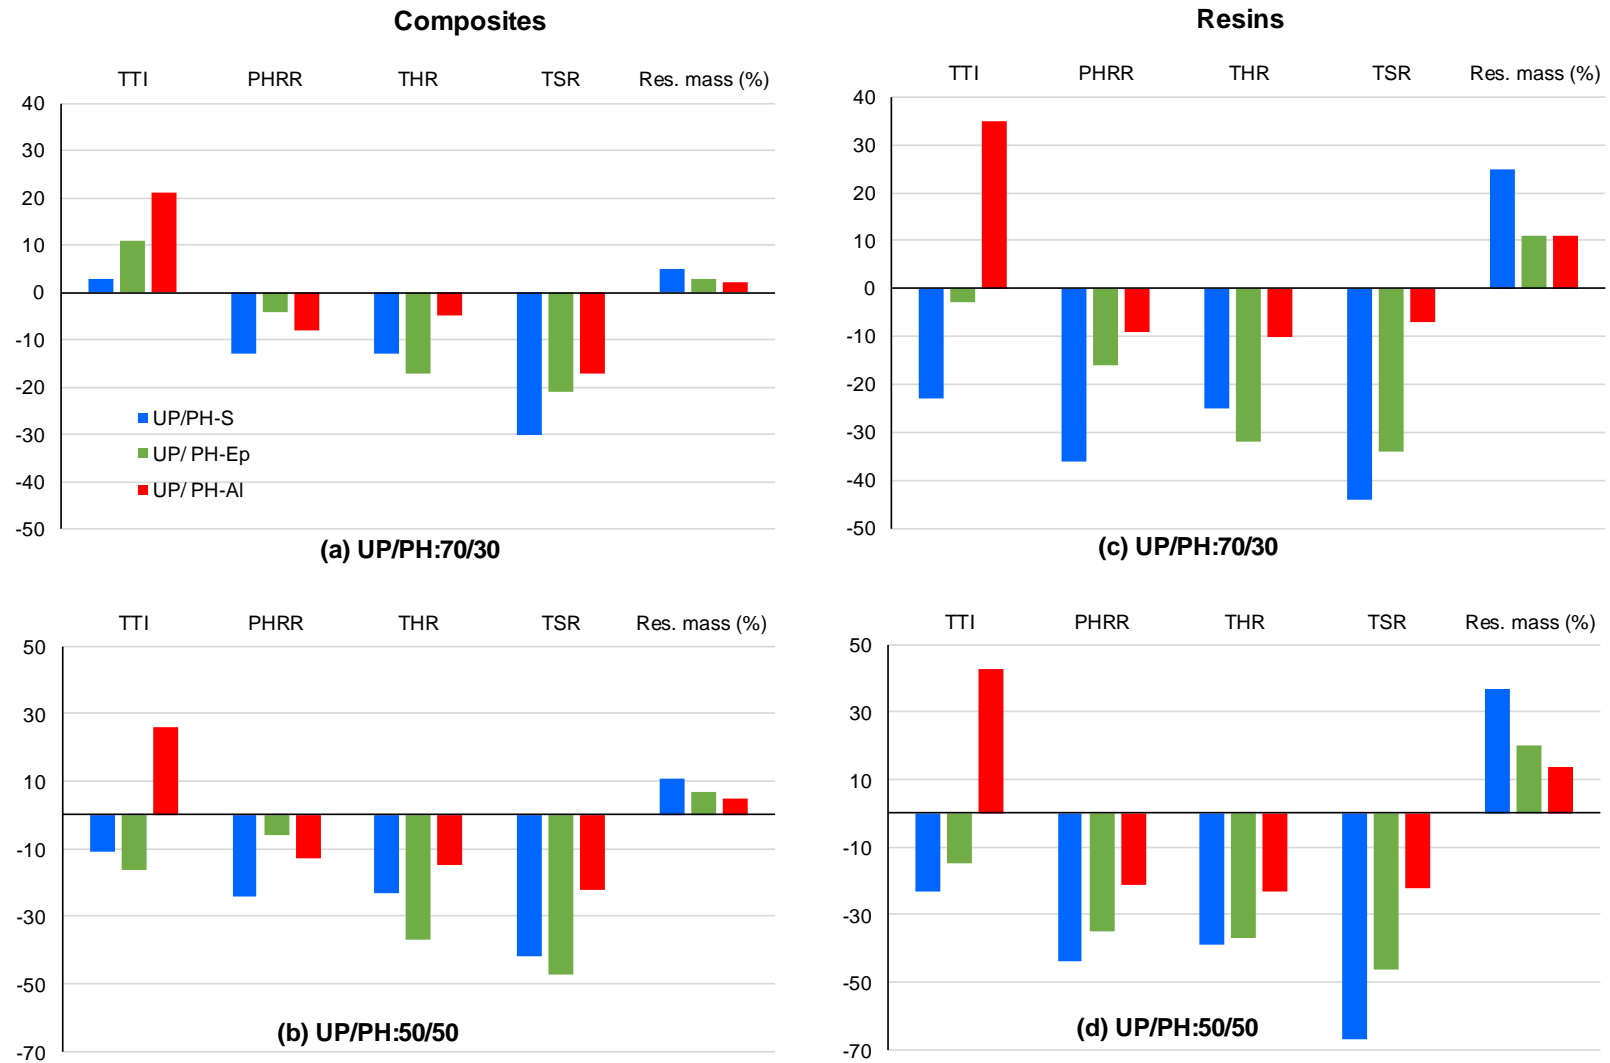 Composites
TTI PHRR THR TSR Res. mass (%)
40
30
20
10
0
-10
-20
-30
-40
-50
UP/PH-S
UP/ PH-Ep
UP/ PH-Al
(a) UP/PH:70/30
Resins
TTI PHRR THR TSR Res. mass (%)
40
30
20
10
0
-10
-20
-30
-40
-50
(c) UP/PH:70/30
TTI PHRR THR TSR Res. mass (%)
50
30
10
-10
-30
-50
-70
(b) UP/PH:50/50
TTI PHRR THR TSR Res. mass (%)
50
30
10
-10
-30
-50
-70
(d) UP/PH:50/50